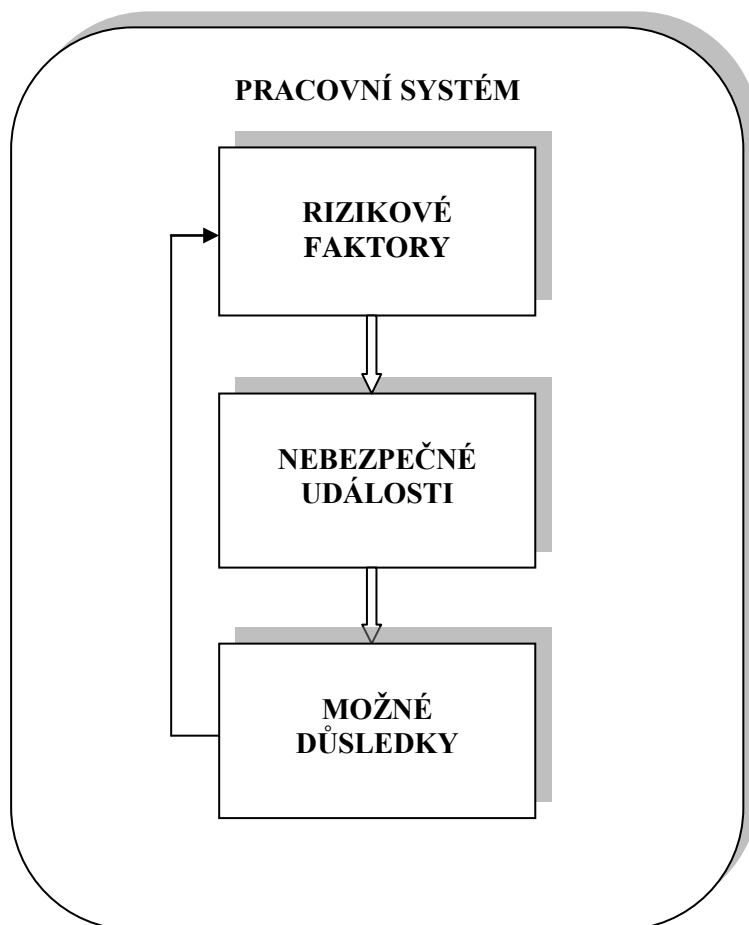 PRACOVNÍ SYSTÉM
RIZIKOVÉ
FAKTORY
NEBEZPEČNÉ
UDÁLOSTI
MOŽNÉ
DŮSLEDKY